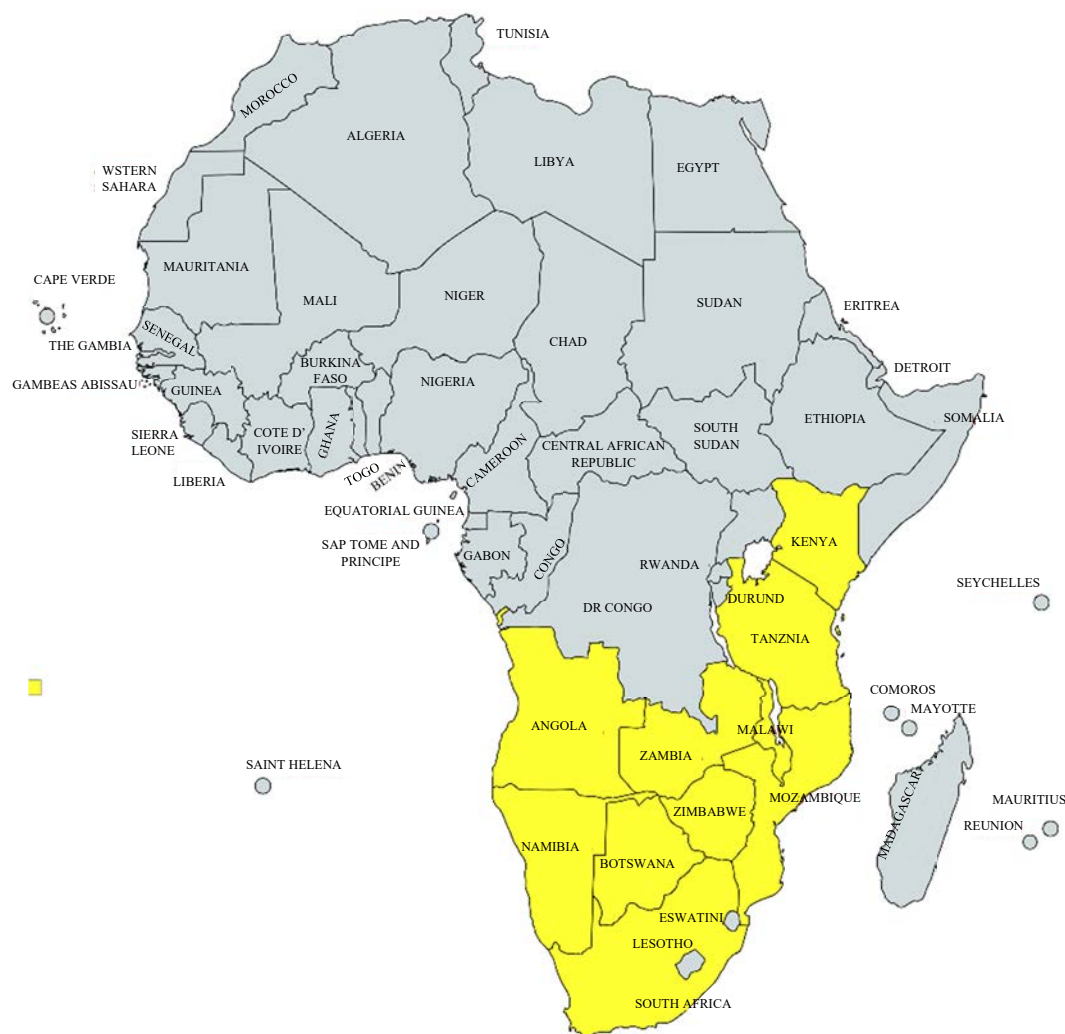 TUNISIA
MOROCCO
ALGERIA
LIBYA
EGYPT
WSTERN
SAHARA
MAURITANIA
CAPE VERDE
MALI
NIGER
SUDAN
ERITREA
CHAD
SENEGAL
THE GAMBIA
BURKINA
FASO
NIGERIA
DETROIT
GAMBEAS ABISSAU
GUINEA
ETHIOPIA
SOMALIA
SIERRA
LEONE
COTE D'
IVOIRE
GHANA
SOUTH
SUDAN
CENTRAL AFRICAN
REPUBLIC
CAMEROON
LIBERIA
TOGO
BENIN
EQUATORIAL GUINEA
SAP TOME AND
PRINCIPE
GABON
CONGO
KENYA
RWANDA
SEYCHELLES
DURUND
DR CONGO
TANZNIA
COMOROS
MAYOTTE
ANGOLA
MALAWI
ZAMBIA
SAINT HELENA
MOZAMBIQUE
MADAGASCAR
MAURITIUS
REUNION
ZIMBABWE
NAMIBIA
BOTSWANA
ESWATINI
LESOTHO
SOUTH AFRICA